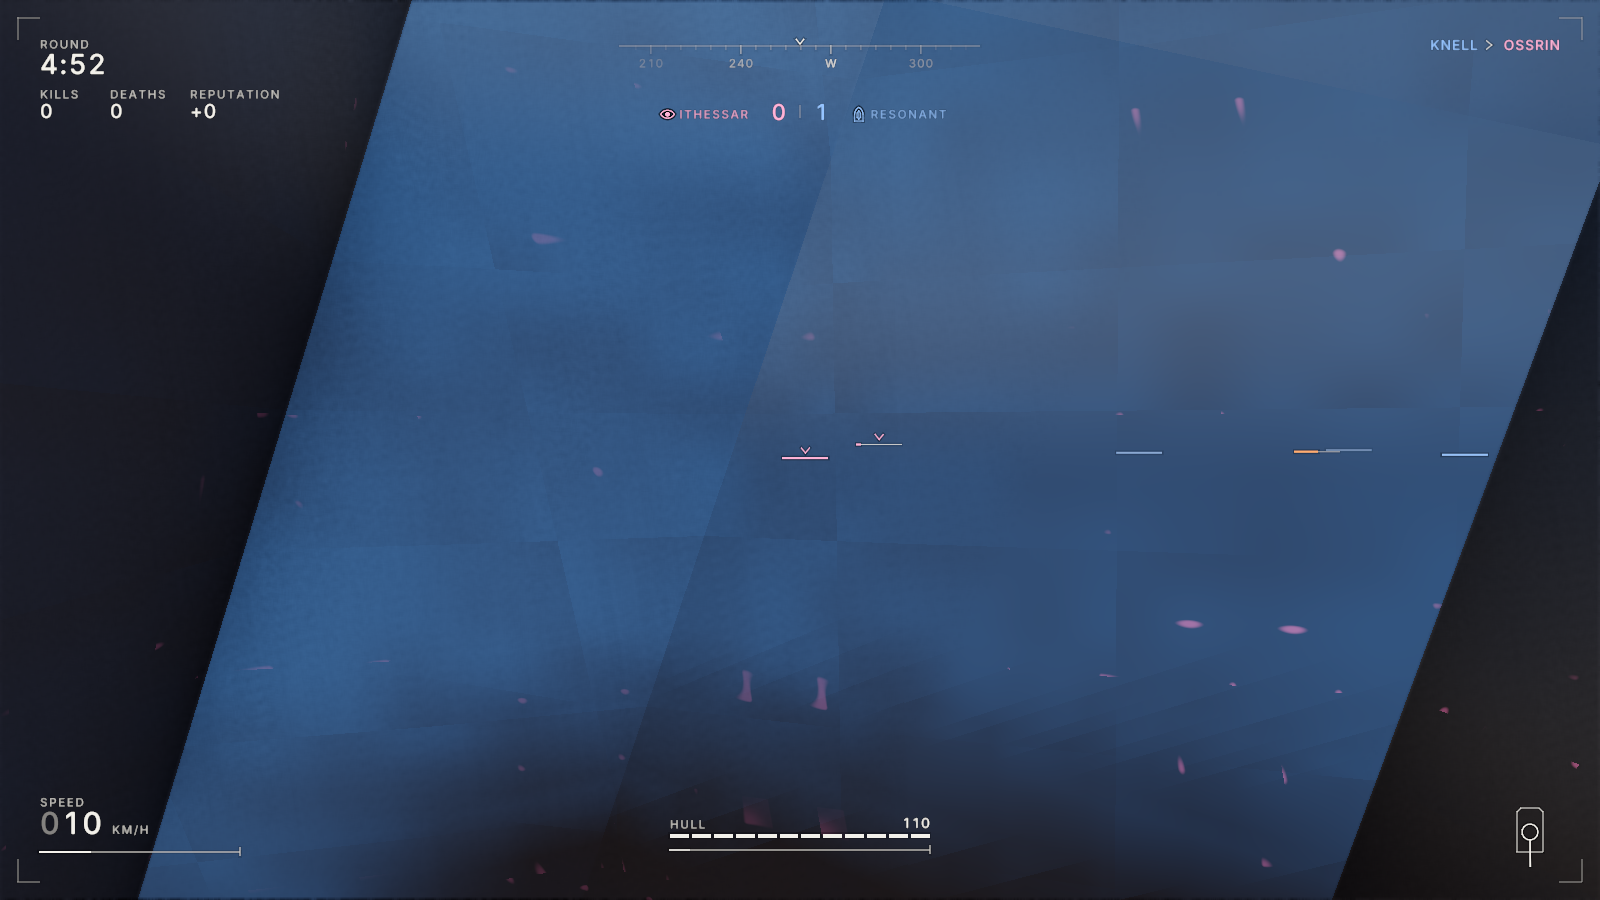 ROUND
4:52
KILLS DEATHS REPUTATION
0 0 +0
210 240 W 300
ITHESSAR 0 | 1 RESONANT
KNELL > OSSRIN
SPEED
010 KM/H
HULL 110